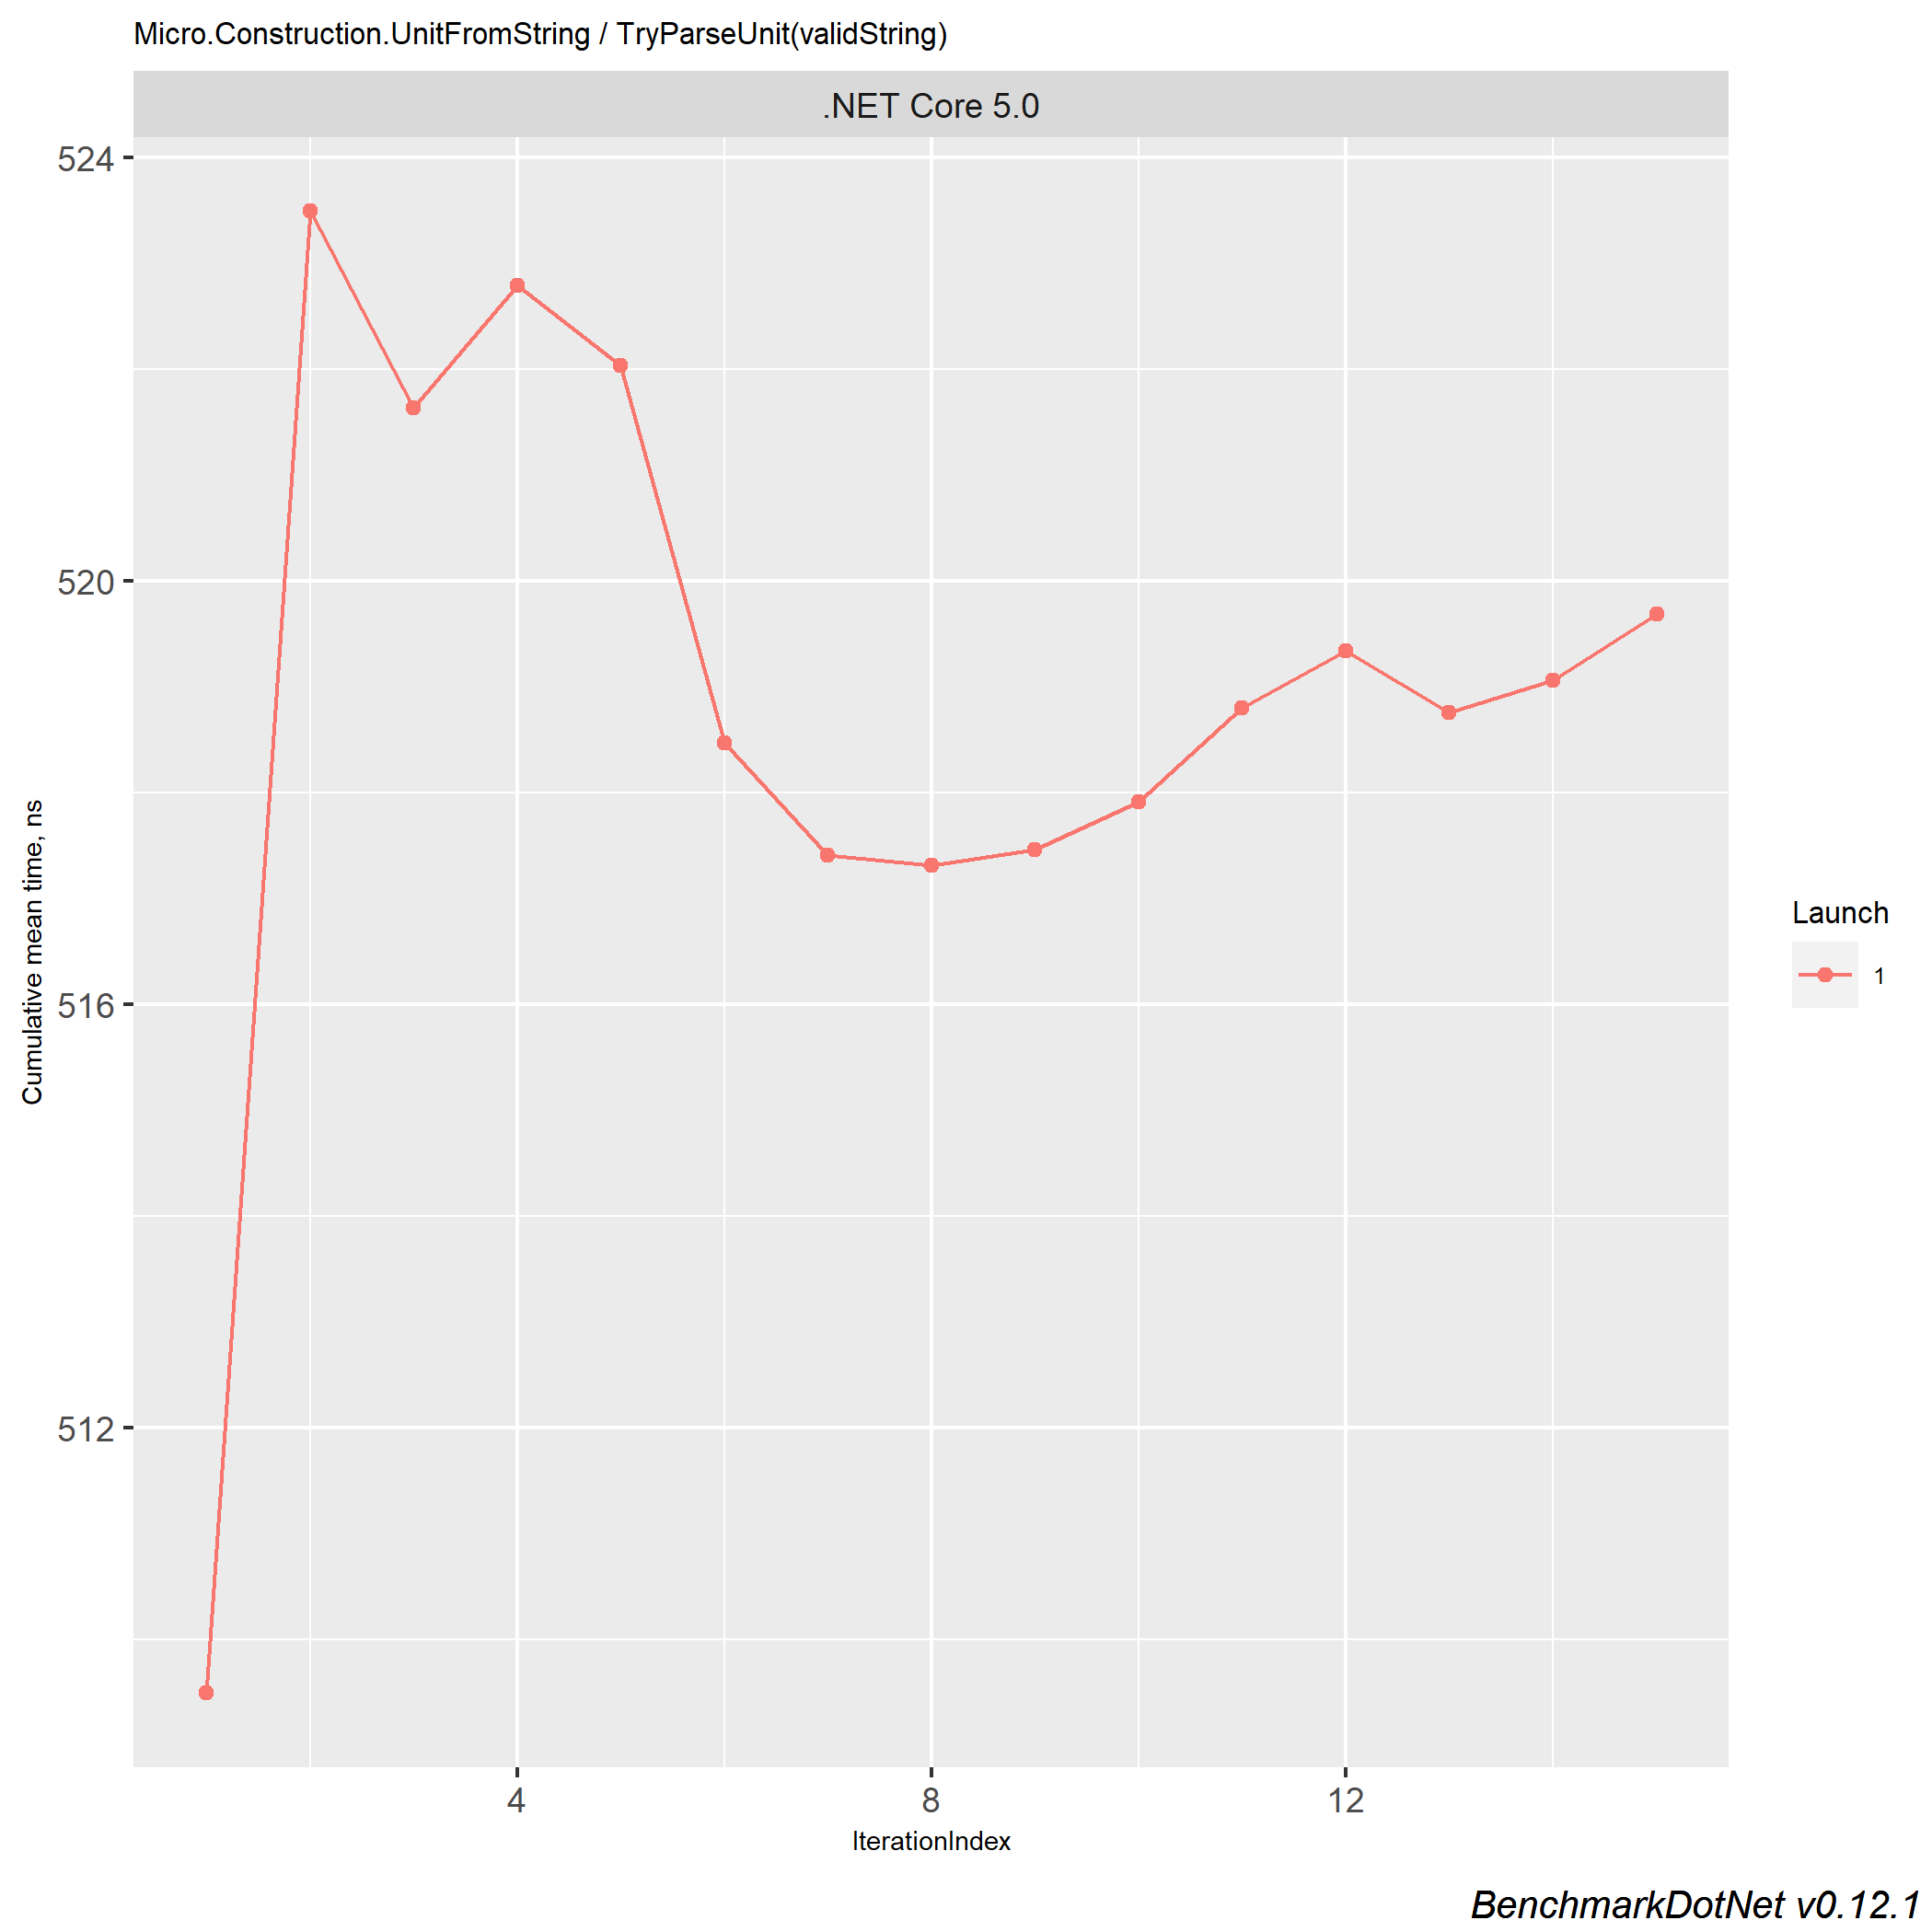 Micro.Construction.UnitFromString / TryParseUnit(validString)
.NET Core 5.0
524
520
516
512
Cumulative mean time, ns
4 8 12
IterationIndex
Launch
1
BenchmarkDotNet v0.12.1